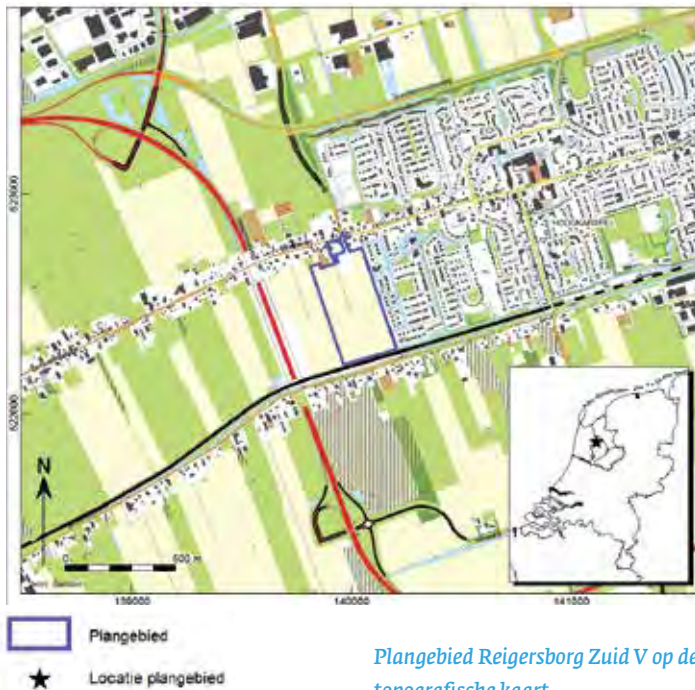 523000
522000
N
0
500 m
139000
140000
141000
Plangebied
Locatie plangebied
Plangebied Reigersborg Zuid V op de
topografische kaart